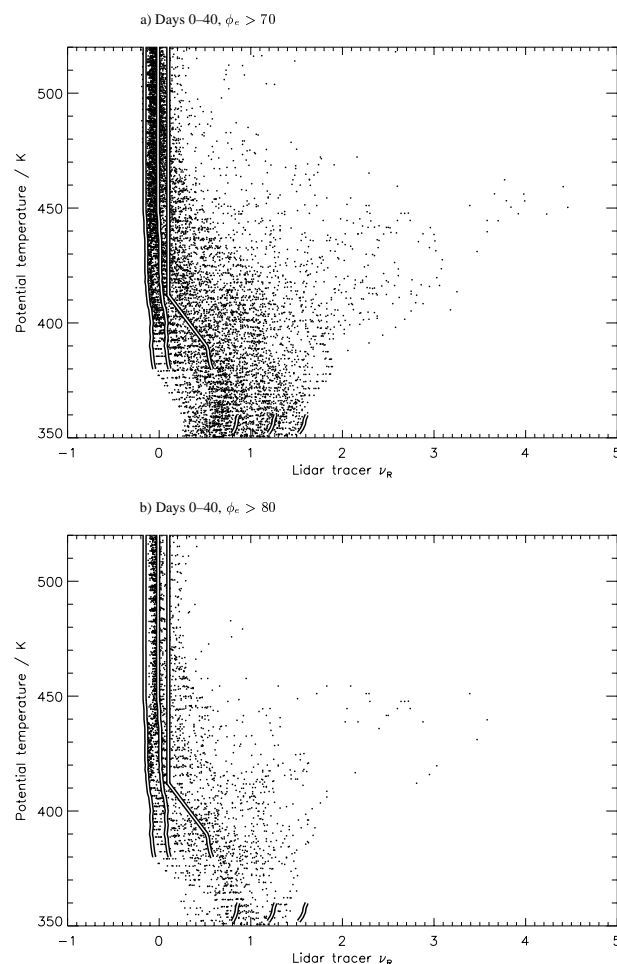 a) Days 0–40, ϕe > 70
500
450
400
350
Potential temperature / K
−1 0 1 2 3 4 5
Lidar tracer νR
b) Days 0–40, ϕe > 80
500
450
400
350
Potential temperature / K
−1 0 1 2 3 4 5
Lidar tracer νR